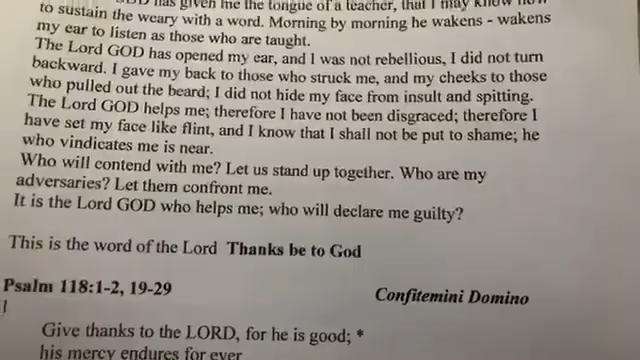 has given me the tongue of a teacher, that I may know how
to sustain the weary with a word. Morning by morning he wakens - wakens
my ear to listen as those who are taught.
The Lord GOD has opened my ear, and I was not rebellious, I did not turn
backward. I gave my back to those who struck me, and my cheeks to those
who pulled out the beard; I did not hide my face from insult and spitting.
The Lord GOD helps me; therefore I have not been disgraced; therefore I
have set my face like flint, and I know that I shall not be put to shame; he
who vindicates me is near.
Who will contend with me? Let us stand up together. Who are my
adversaries? Let them confront me.
It is the Lord GOD who helps me; who will declare me guilty?
This is the word of the Lord Thanks be to God
Psalm 118:1-2, 19-29 Confitemini Domino
Give thanks to the LORD, for he is good; *
his mercy endures for ever